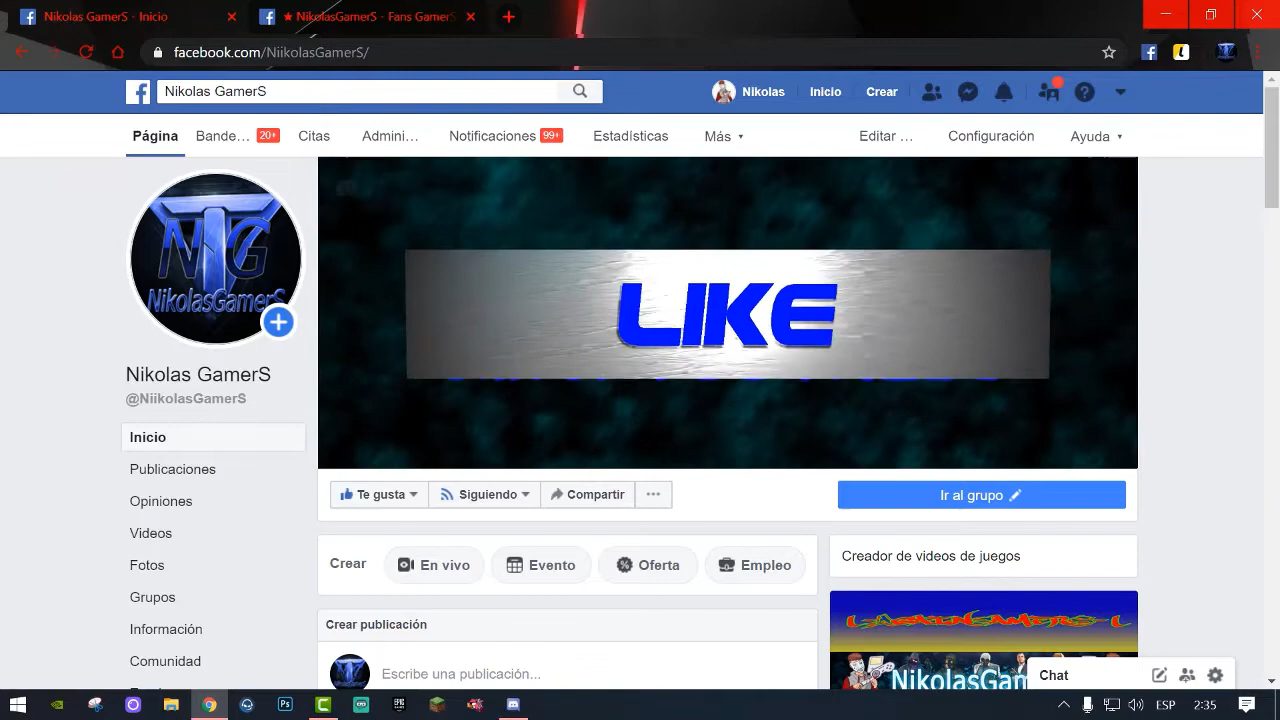 Nikolas GamerS - Inicio
★ NikolasGamerS - Fans GamerS
facebook.com/NiikolasGamerS/
Nikolas GamerS
Nikolas Inicio Crear
Página Bande... 20+ Citas Admini... Notificaciones 99+ Estadísticas Más Editar ... Configuración Ayuda
NTG
NikolasGamerS
LIKE
Nikolas GamerS
@NiikolasGamerS
Inicio
Publicaciones
Opiniones
Videos
Fotos
Grupos
Información
Comunidad
Te gusta Siguiendo Compartir ...
Ir al grupo
Crear En vivo Evento Oferta Empleo
Creador de videos de juegos
Crear publicación
Escribe una publicación...
NikolasGam
Chat
ESP 2:35